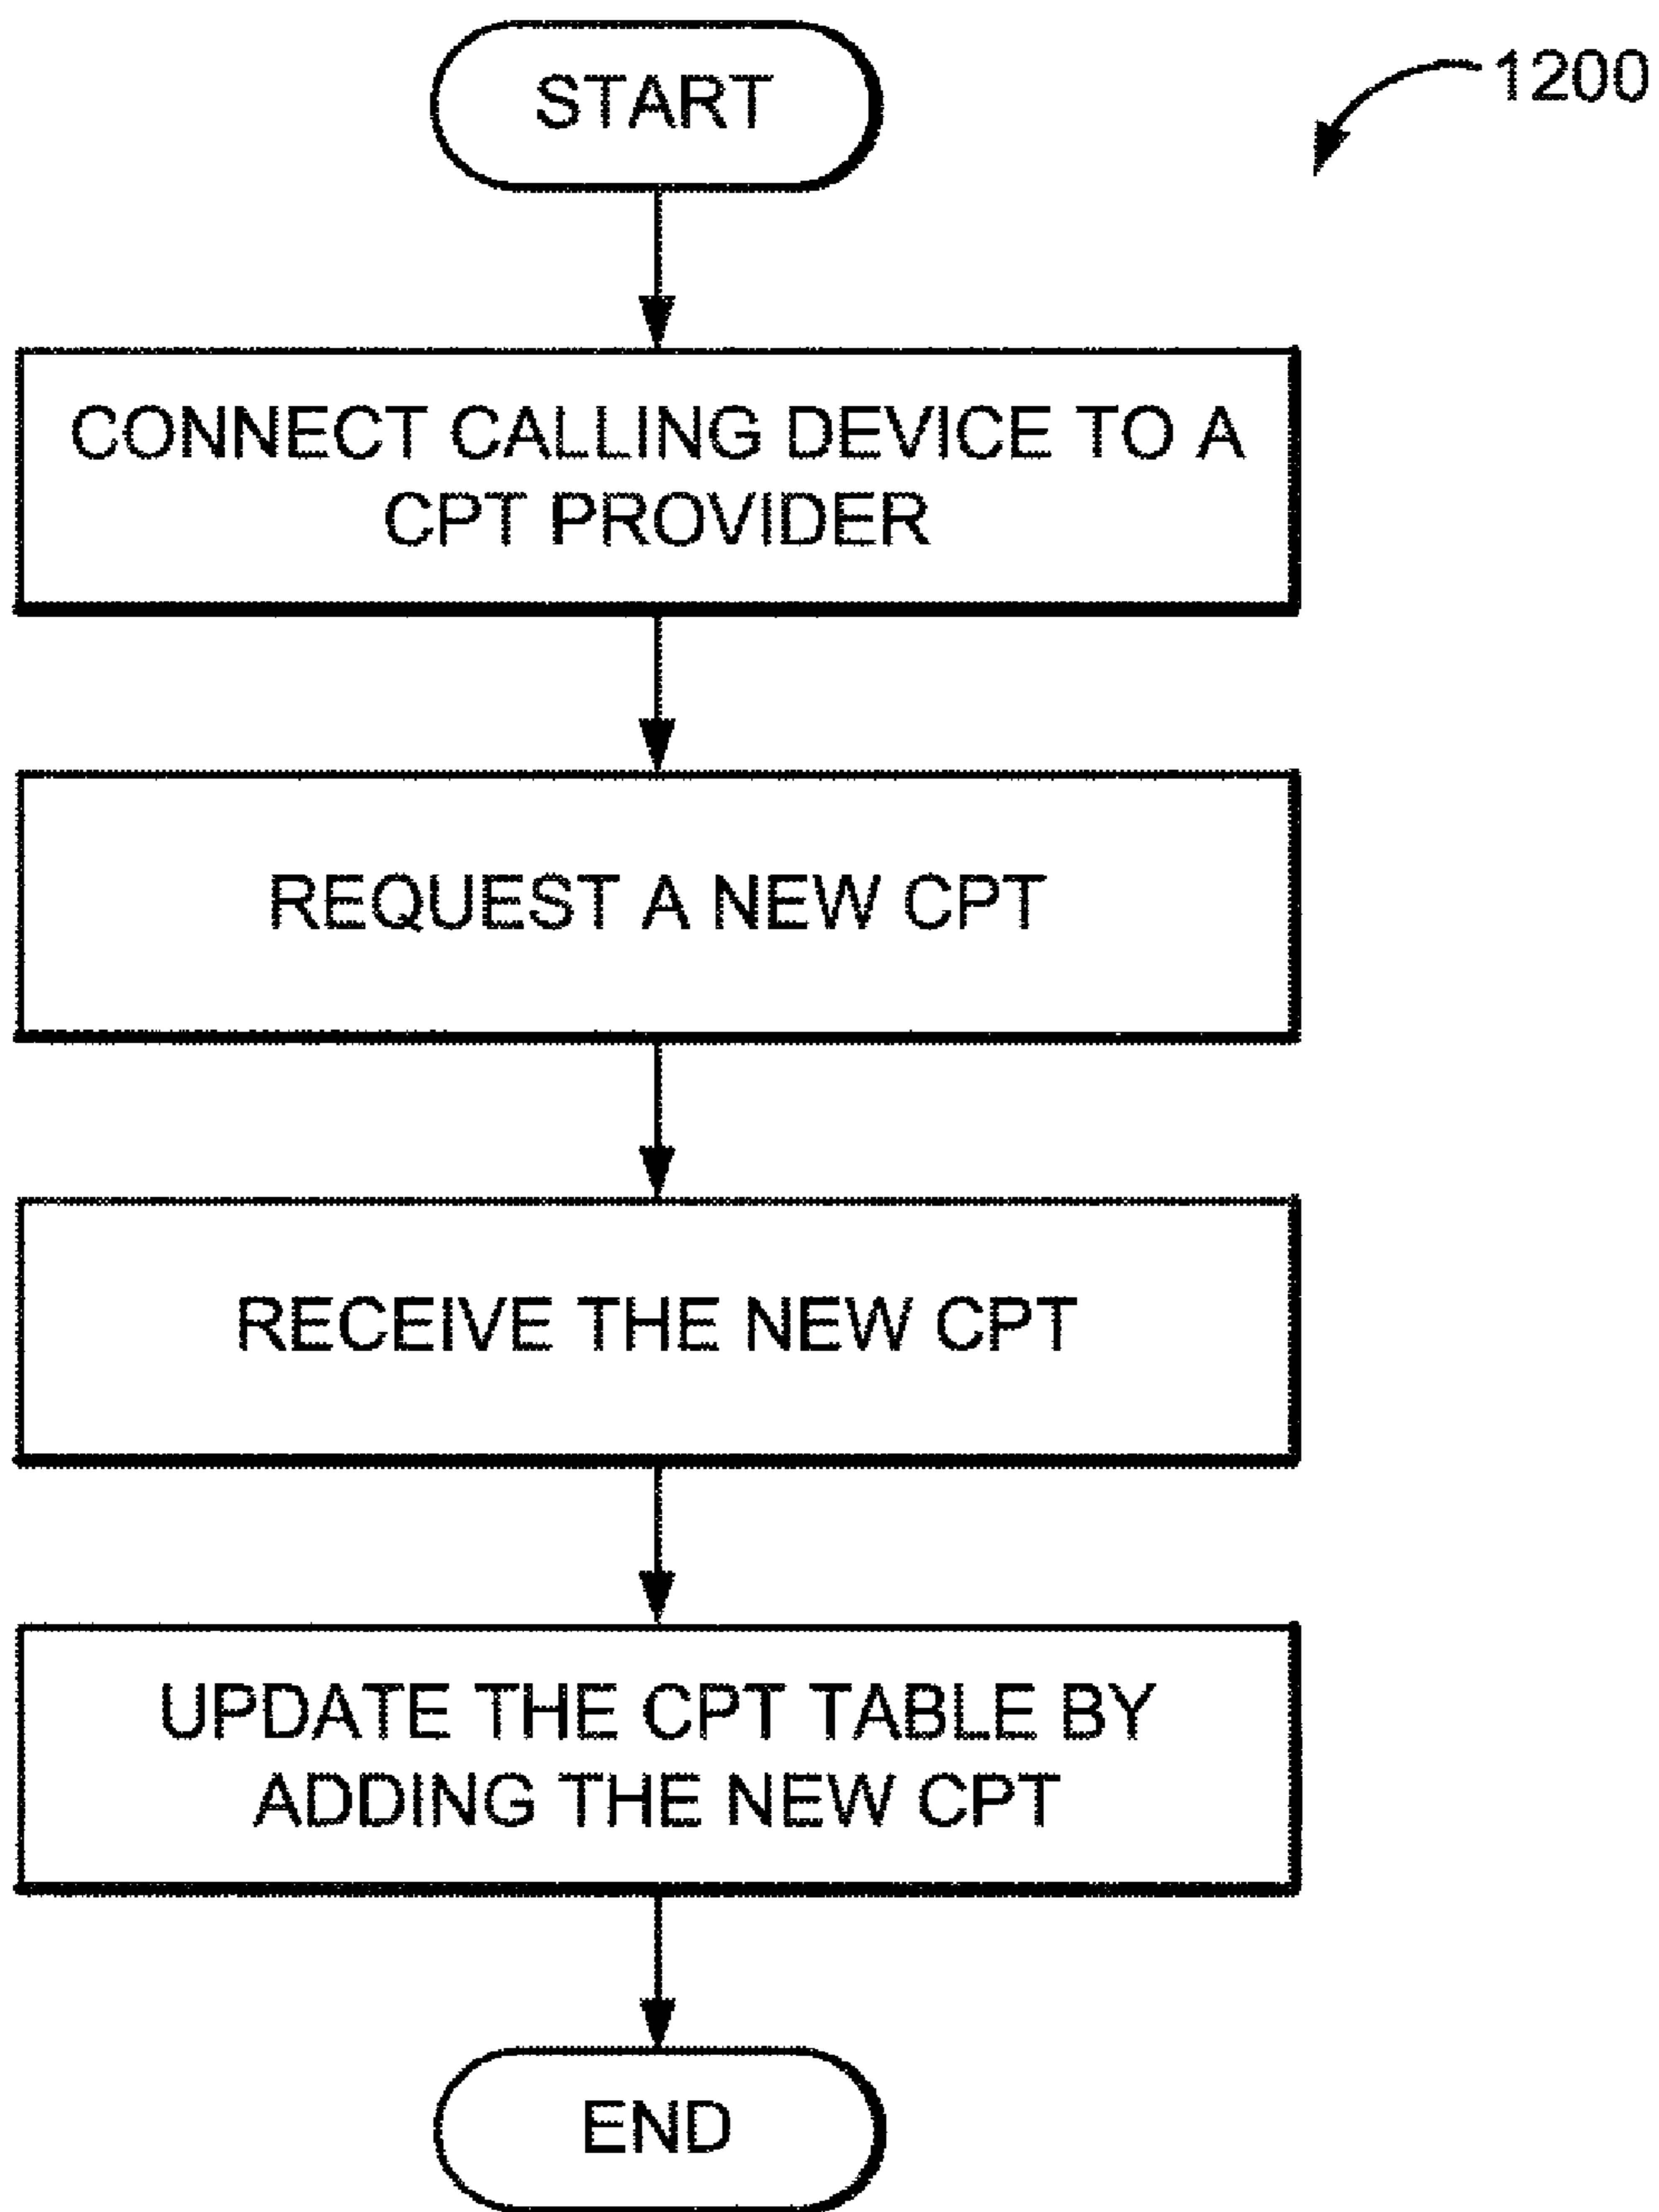 START
1200
CONNECT CALLING DEVICE TO A
CPT PROVIDER
REQUEST A NEW CPT
RECEIVE THE NEW CPT
UPDATE THE CPT TABLE BY
ADDING THE NEW CPT
END